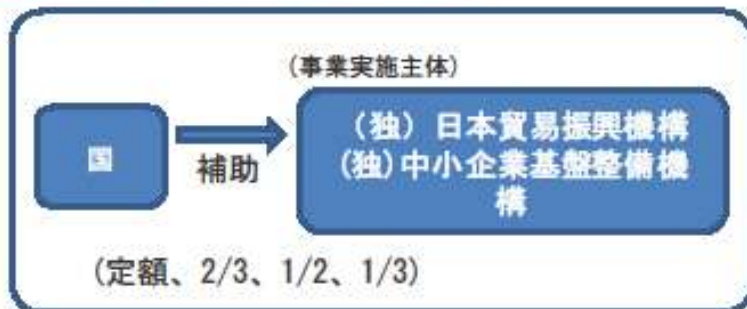 (事業実施主体)
国
補助
(独)日本貿易振興機構
(独)中小企業基盤整備機
構
(定額、2/3、1/2、1/3)